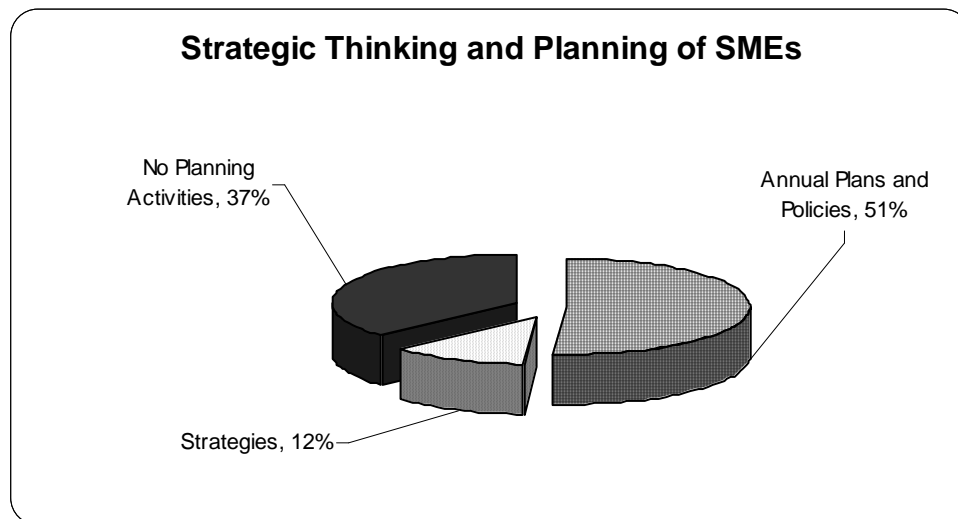 Strategic Thinking and Planning of SMEs
No Planning
Activities, 37%
Annual Plans and
Policies, 51%
Strategies, 12%